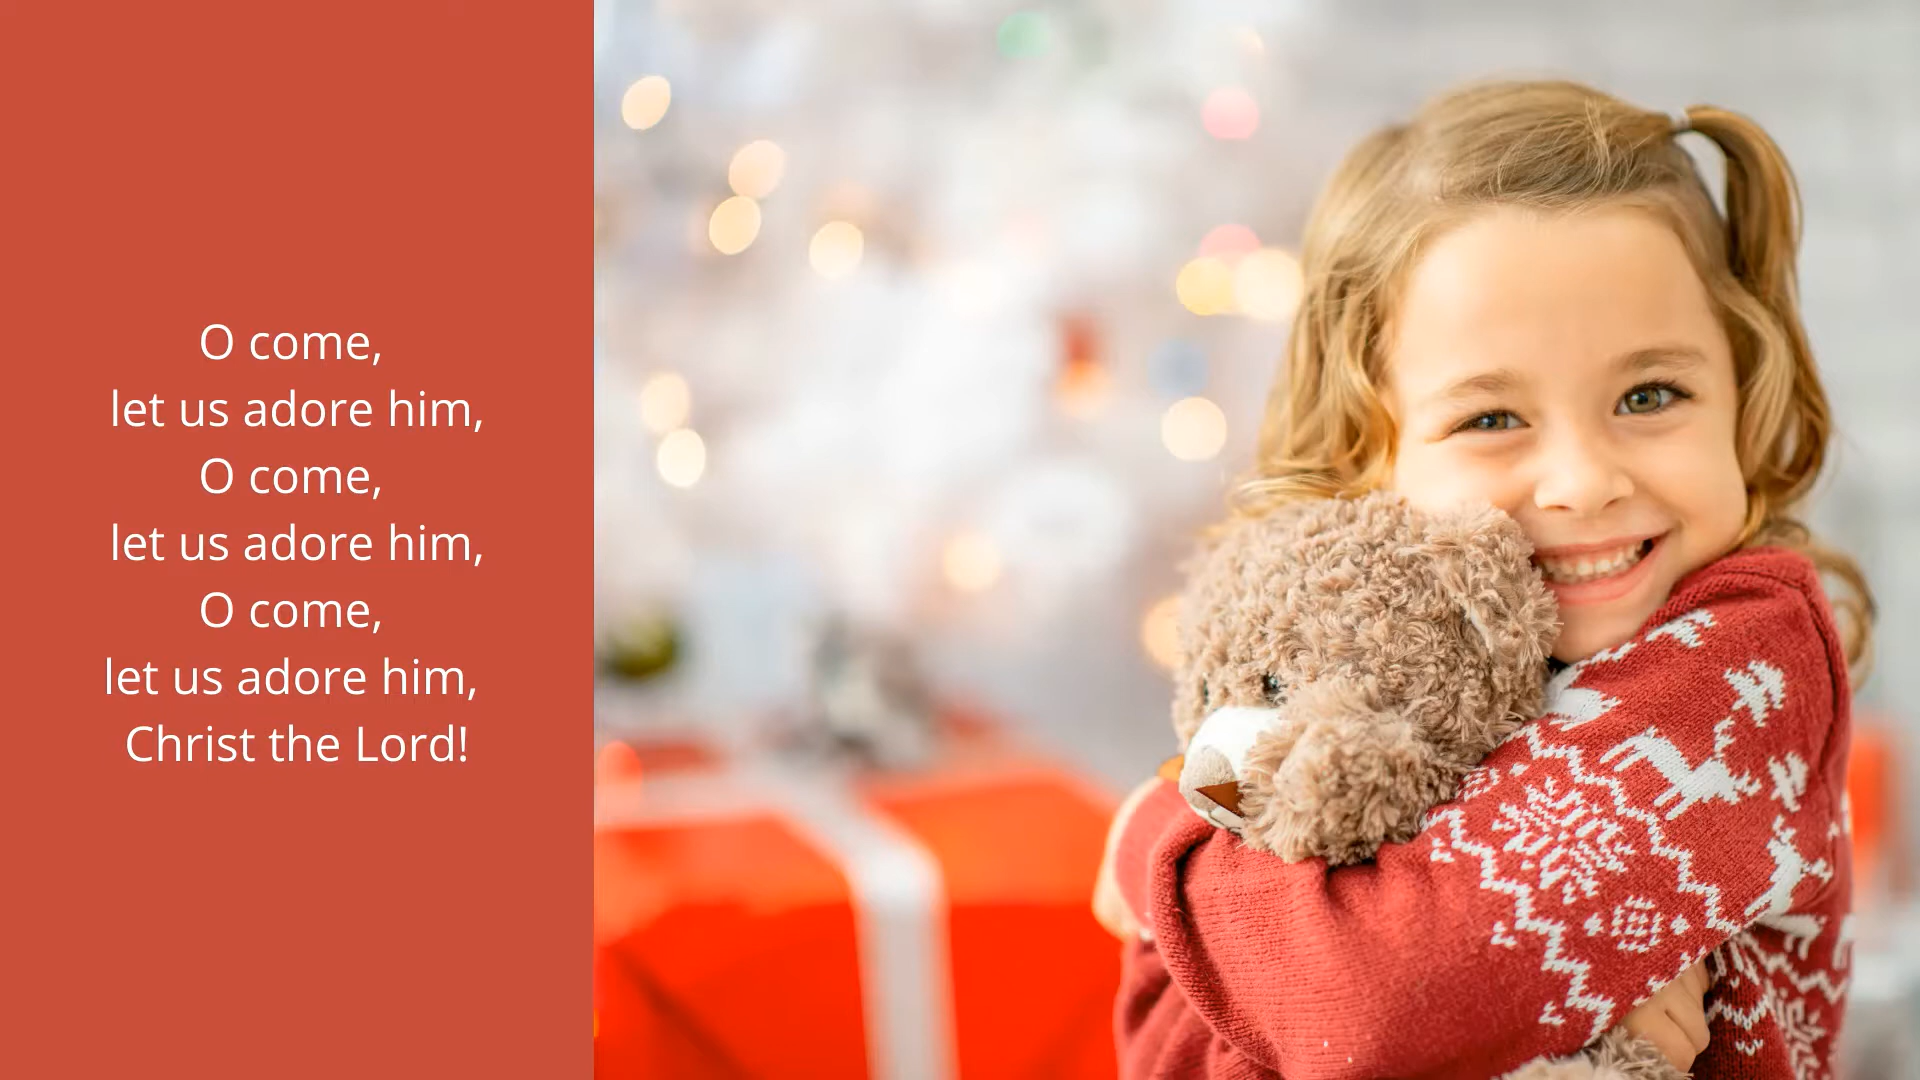 O come,
let us adore him,
O come,
let us adore him,
O come,
let us adore him,
Christ the Lord!